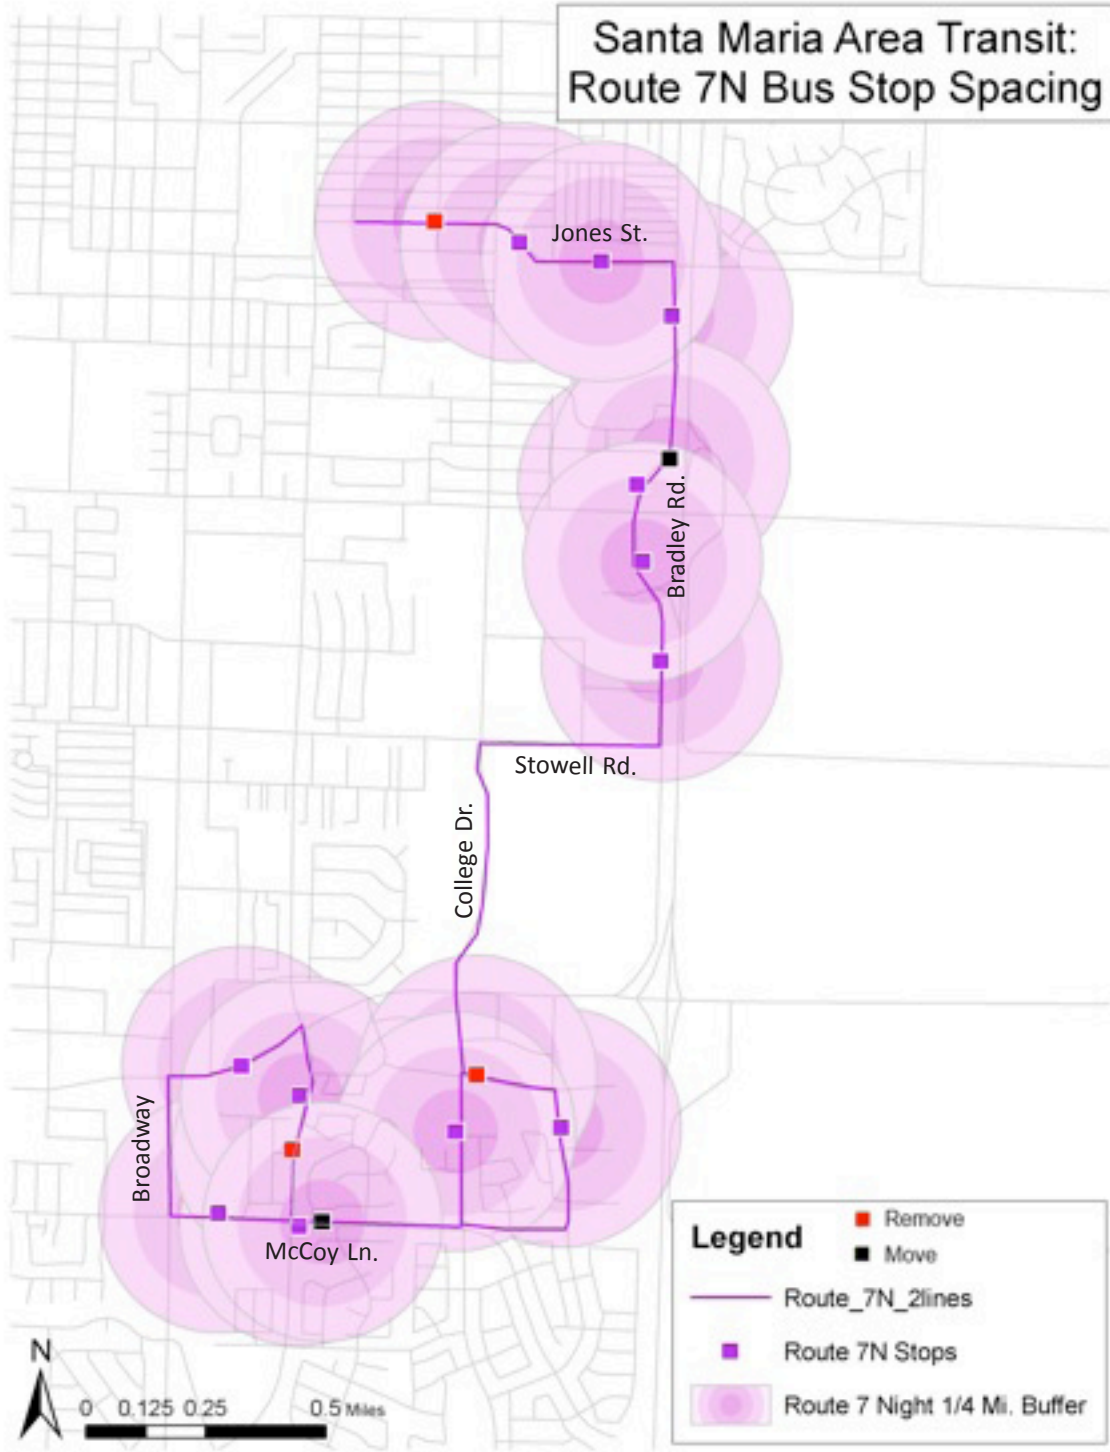 Santa Maria Area Transit:
Route 7N Bus Stop Spacing
Jones St.
Bradley Rd.
Stowell Rd.
College Dr.
Broadway
McCoy Ln.
Legend
Remove
Move
Route_7N_2lines
Route 7N Stops
Route 7 Night 1/4 Mi. Buffer
N
0 0.125 0.25 0.5 Miles